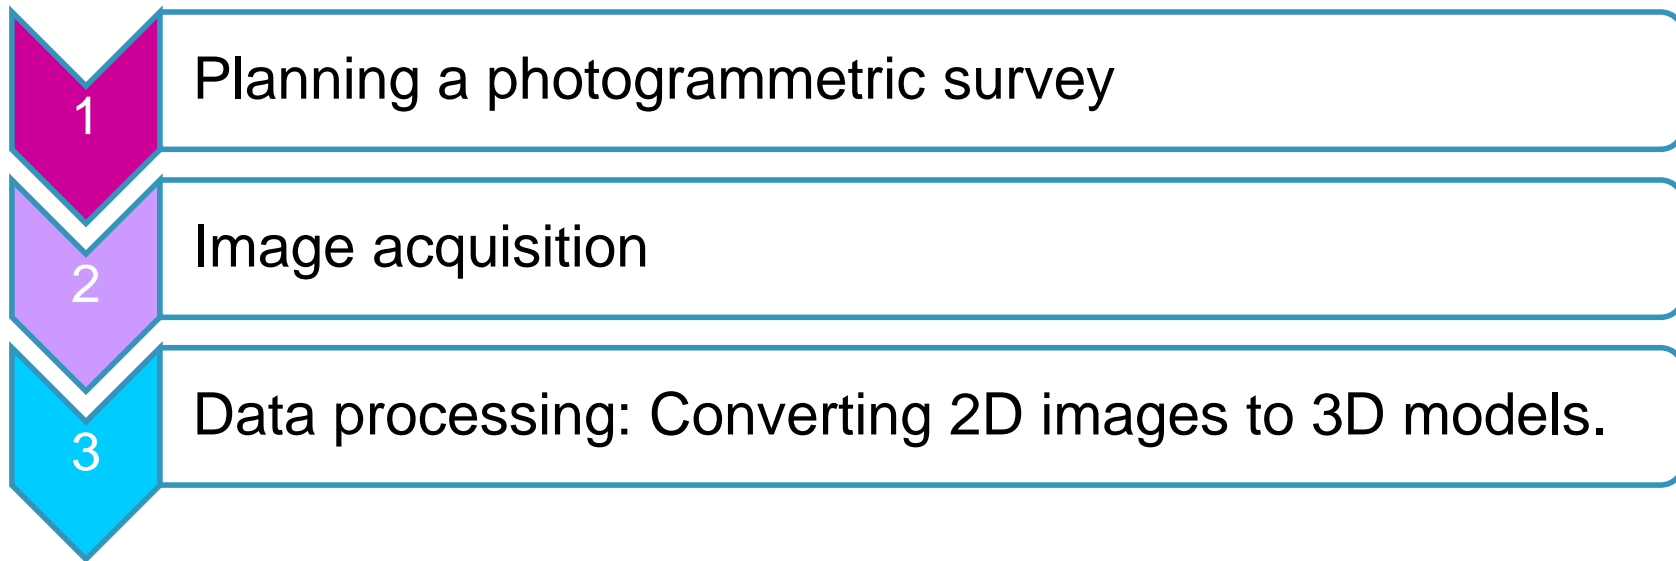 1
Planning a photogrammetric survey
2
Image acquisition
3
Data processing: Converting 2D images to 3D models.